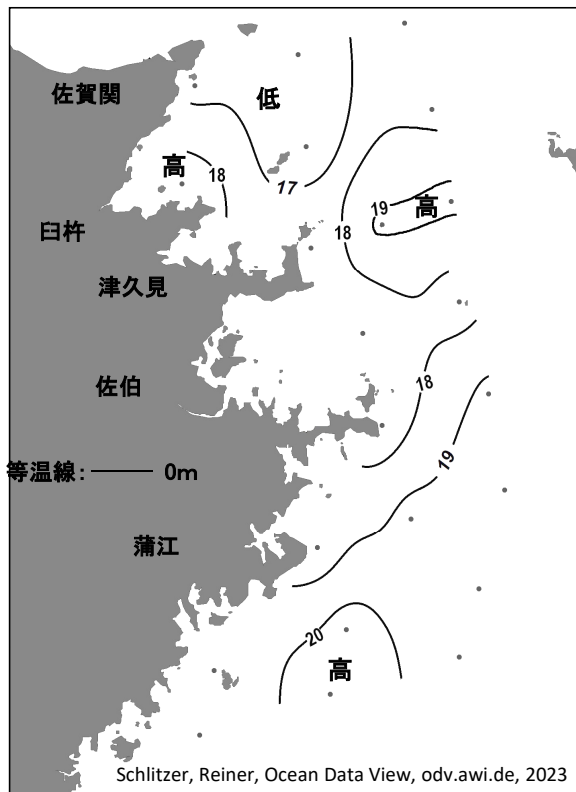 佐賀関
低
高
18
17
19
高
臼杵
18
津久見
18
佐伯
19
等温線: 0m
蒲江
20
高
Schlitzer, Reiner, Ocean Data View, odv.awi.de, 2023